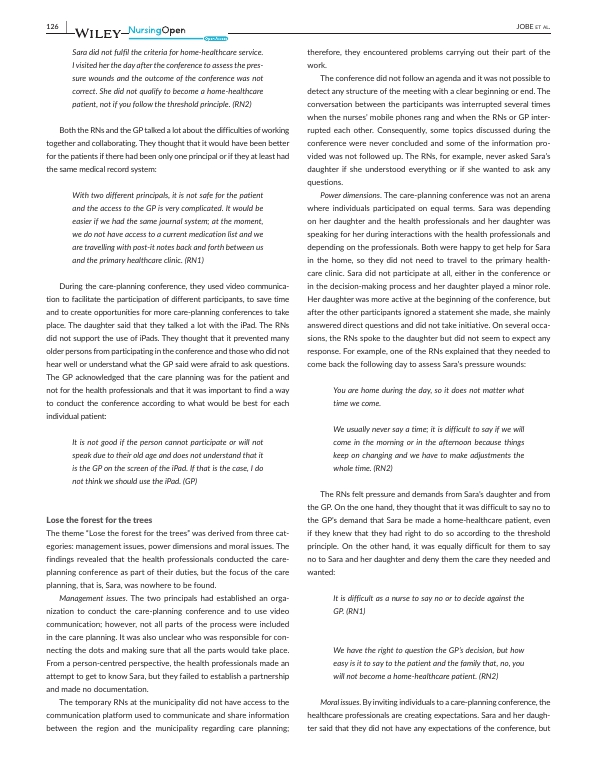 126
WILEY
NursingOpen
Open Access
JOBE ET AL.
Sara did not fulfil the criteria for home-healthcare service.
I visited her the day after the conference to assess the pres-
sure wounds and the outcome of the conference was not
correct. She did not qualify to become a home-healthcare
patient, not if you follow the threshold principle. (RN2)
Both the RNs and the GP talked a lot about the difficulties of working
together and collaborating. They thought that it would have been better
for the patients if there had been only one principal or if they at least had
the same medical record system:
With two different principals, it is not safe for the patient
and the access to the GP is very complicated. It would be
easier if we had the same journal system; at the moment,
we do not have access to a current medication list and we
are travelling with post-it notes back and forth between us
and the primary healthcare clinic. (RN1)
During the care-planning conference, they used video communica-
tion to facilitate the participation of different participants, to save time
and to create opportunities for more care-planning conferences to take
place. The daughter said that they talked a lot with the iPad. The RNs
did not support the use of iPads. They thought that it prevented many
older persons from participating in the conference and those who did not
hear well or understand what the GP said were afraid to ask questions.
The GP acknowledged that the care planning was for the patient and
not for the health professionals and that it was important to find a way
to conduct the conference according to what would be best for each
individual patient:
It is not good if the person cannot participate or will not
speak due to their old age and does not understand that it
is the GP on the screen of the iPad. If that is the case, I do
not think we should use the iPad. (GP)
Lose the forest for the trees
The theme "Lose the forest for the trees" was derived from three cat-
egories: management issues, power dimensions and moral issues. The
findings revealed that the health professionals conducted the care-
planning conference as part of their duties, but the focus of the care
planning, that is, Sara, was nowhere to be found.
Management issues. The two principals had established an orga-
nization to conduct the care-planning conference and to use video
communication; however, not all parts of the process were included
in the care planning. It was also unclear who was responsible for con-
necting the dots and making sure that all the parts would take place.
From a person-centred perspective, the health professionals made an
attempt to get to know Sara, but they failed to establish a partnership
and made no documentation.
The temporary RNs at the municipality did not have access to the
communication platform used to communicate and share information
between the region and the municipality regarding care planning;
therefore, they encountered problems carrying out their part of the
work.
The conference did not follow an agenda and it was not possible to
detect any structure of the meeting with a clear beginning or end. The
conversation between the participants was interrupted several times
when the nurses' mobile phones rang and when the RNs or GP inter-
rupted each other. Consequently, some topics discussed during the
conference were never concluded and some of the information pro-
vided was not followed up. The RNs, for example, never asked Sara's
daughter if she understood everything or if she wanted to ask any
questions.
Power dimensions. The care-planning conference was not an arena
where individuals participated on equal terms. Sara was depending
on her daughter and the health professionals and her daughter was
speaking for her during interactions with the health professionals and
depending on the professionals. Both were happy to get help for Sara
in the home, so they did not need to travel to the primary health-
care clinic. Sara did not participate at all, either in the conference or
in the decision-making process and her daughter played a minor role.
Her daughter was more active at the beginning of the conference, but
after the other participants ignored a statement she made, she mainly
answered direct questions and did not take initiative. On several occa-
sions, the RNs spoke to the daughter but did not seem to expect any
response. For example, one of the RNs explained that they needed to
come back the following day to assess Sara's pressure wounds:
You are home during the day, so it does not matter what
time we come.
We usually never say a time; it is difficult to say if we will
come in the morning or in the afternoon because things
keep on changing and we have to make adjustments the
whole time. (RN2)
The RNs felt pressure and demands from Sara's daughter and from
the GP. On the one hand, they thought that it was difficult to say no to
the GP's demand that Sara be made a home-healthcare patient, even
if they knew that they had right to do so according to the threshold
principle. On the other hand, it was equally difficult for them to say
no to Sara and her daughter and deny them the care they needed and
wanted:
It is difficult as a nurse to say no or to decide against the
GP. (RN1)
We have the right to question the GP's decision, but how
easy is it to say to the patient and the family that, no, you
will not become a home-healthcare patient. (RN2)
Moral issues. By inviting individuals to a care-planning conference, the
healthcare professionals are creating expectations. Sara and her daugh-
ter said that they did not have any expectations of the conference, but